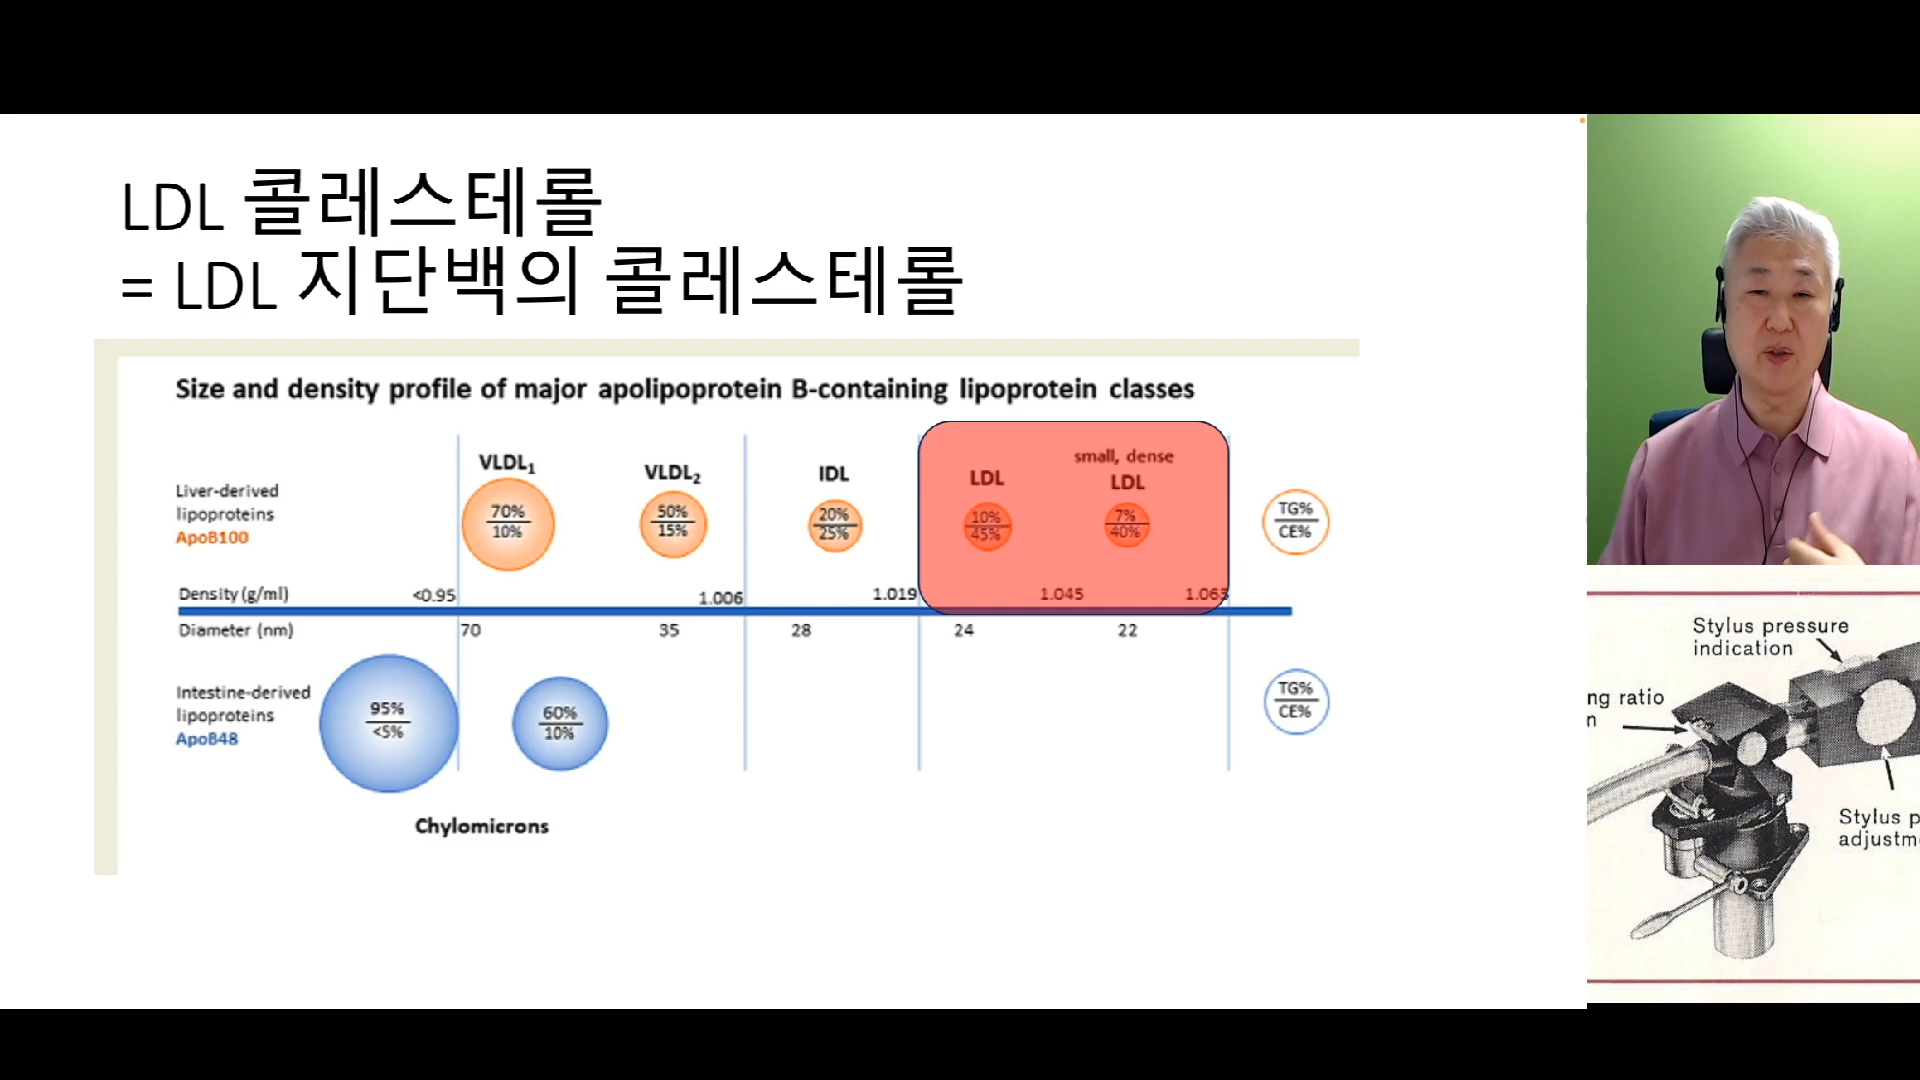 LDL 콜레스테롤
= LDL 지단백의 콜레스테롤
Size and density profile of major apolipoprotein B-containing lipoprotein classes
VLDL1
VLDL2
IDL
LDL
small, dense
LDL
Liver-derived
lipoproteins
ApoB100
70%
10%
50%
15%
20%
25%
10%
45%
7%
40%
TG%
CE%
Density (g/ml)
<0.95
1.006
1.019
1.045
1.063
Diameter (nm)
70
35
28
24
22
Intestine-derived
lipoproteins
ApoB48
95%
<5%
60%
10%
TG%
CE%
Chylomicrons
Stylus pressure
indication
ng ratio
n
Stylus p
adjustm